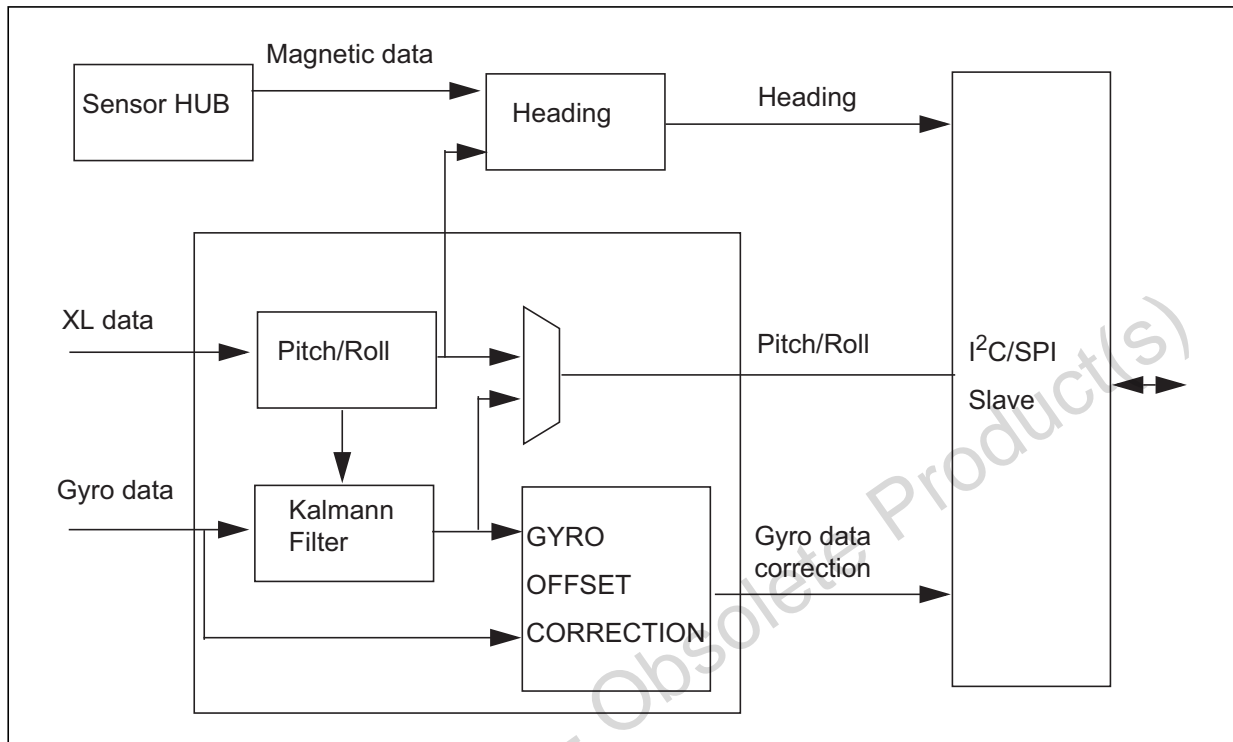 Magnetic data
Sensor HUB
Heading
Heading
XL data
Pitch/Roll
Pitch/Roll
I²C/SPI
Slave
Gyro data
Kalmann
Filter
GYRO
OFFSET
CORRECTION
Gyro data
correction
- Obsolete Product(s)